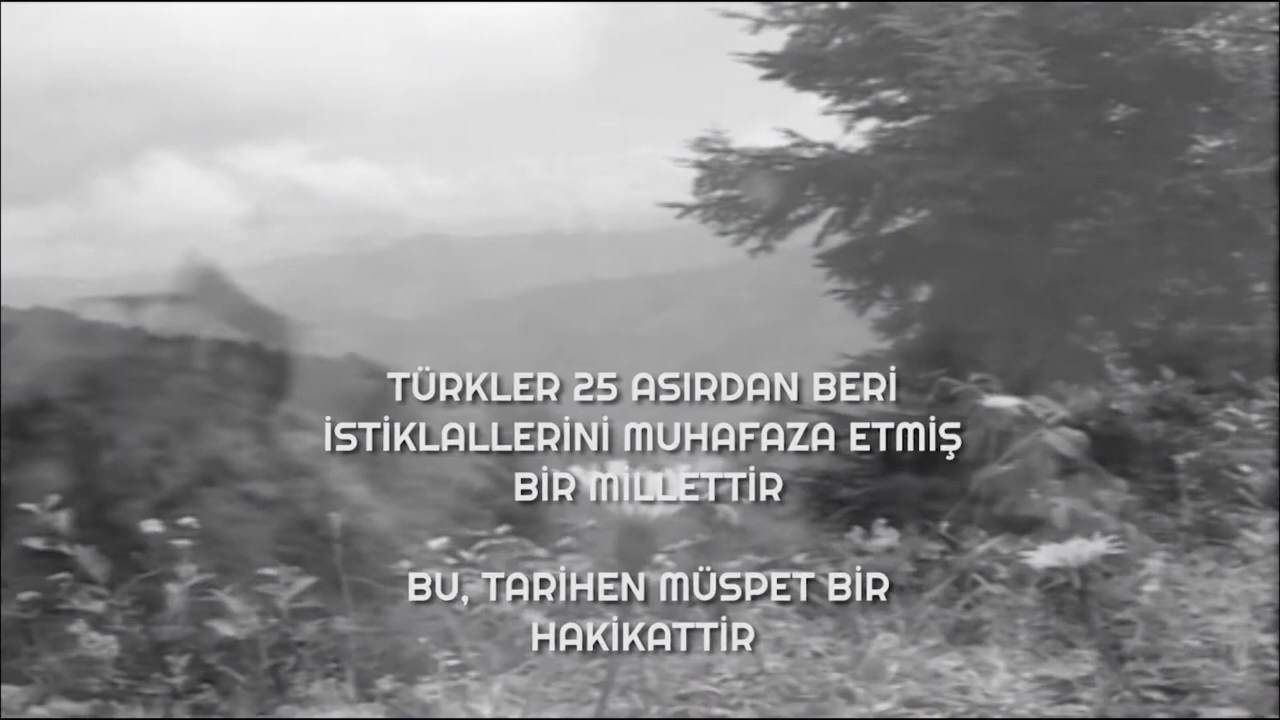 TÜRKLER 25 ASIRDAN BERİ
İSTİKLALLERİNİ MUHAFAZA ETMİŞ
BİR MİLLETTİR
BU, TARİHEN MÜSPET BİR
HAKİKATTİR